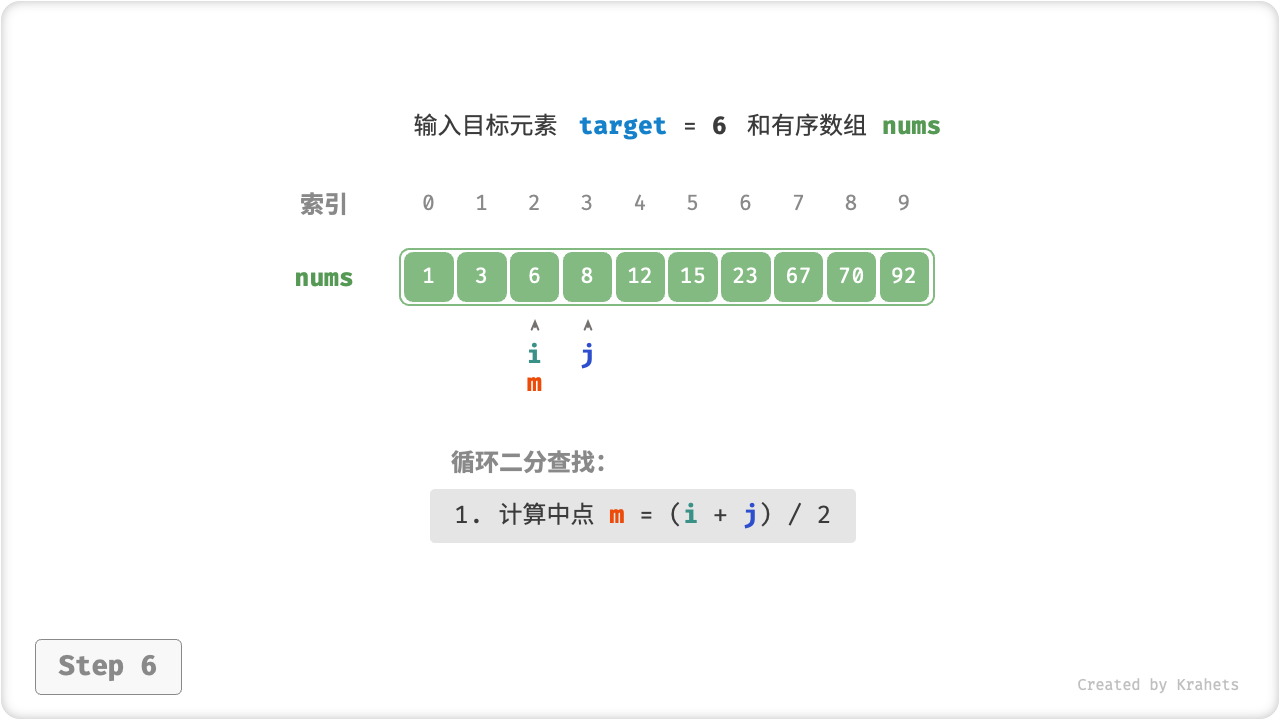 输入目标元素 target = 6 和有序数组 nums
索引 0 1 2 3 4 5 6 7 8 9
nums 1 3 6 8 12 15 23 67 70 92
i j
m
循环二分查找：
1. 计算中点 m = (i + j) / 2
Step 6
Created by Krahets